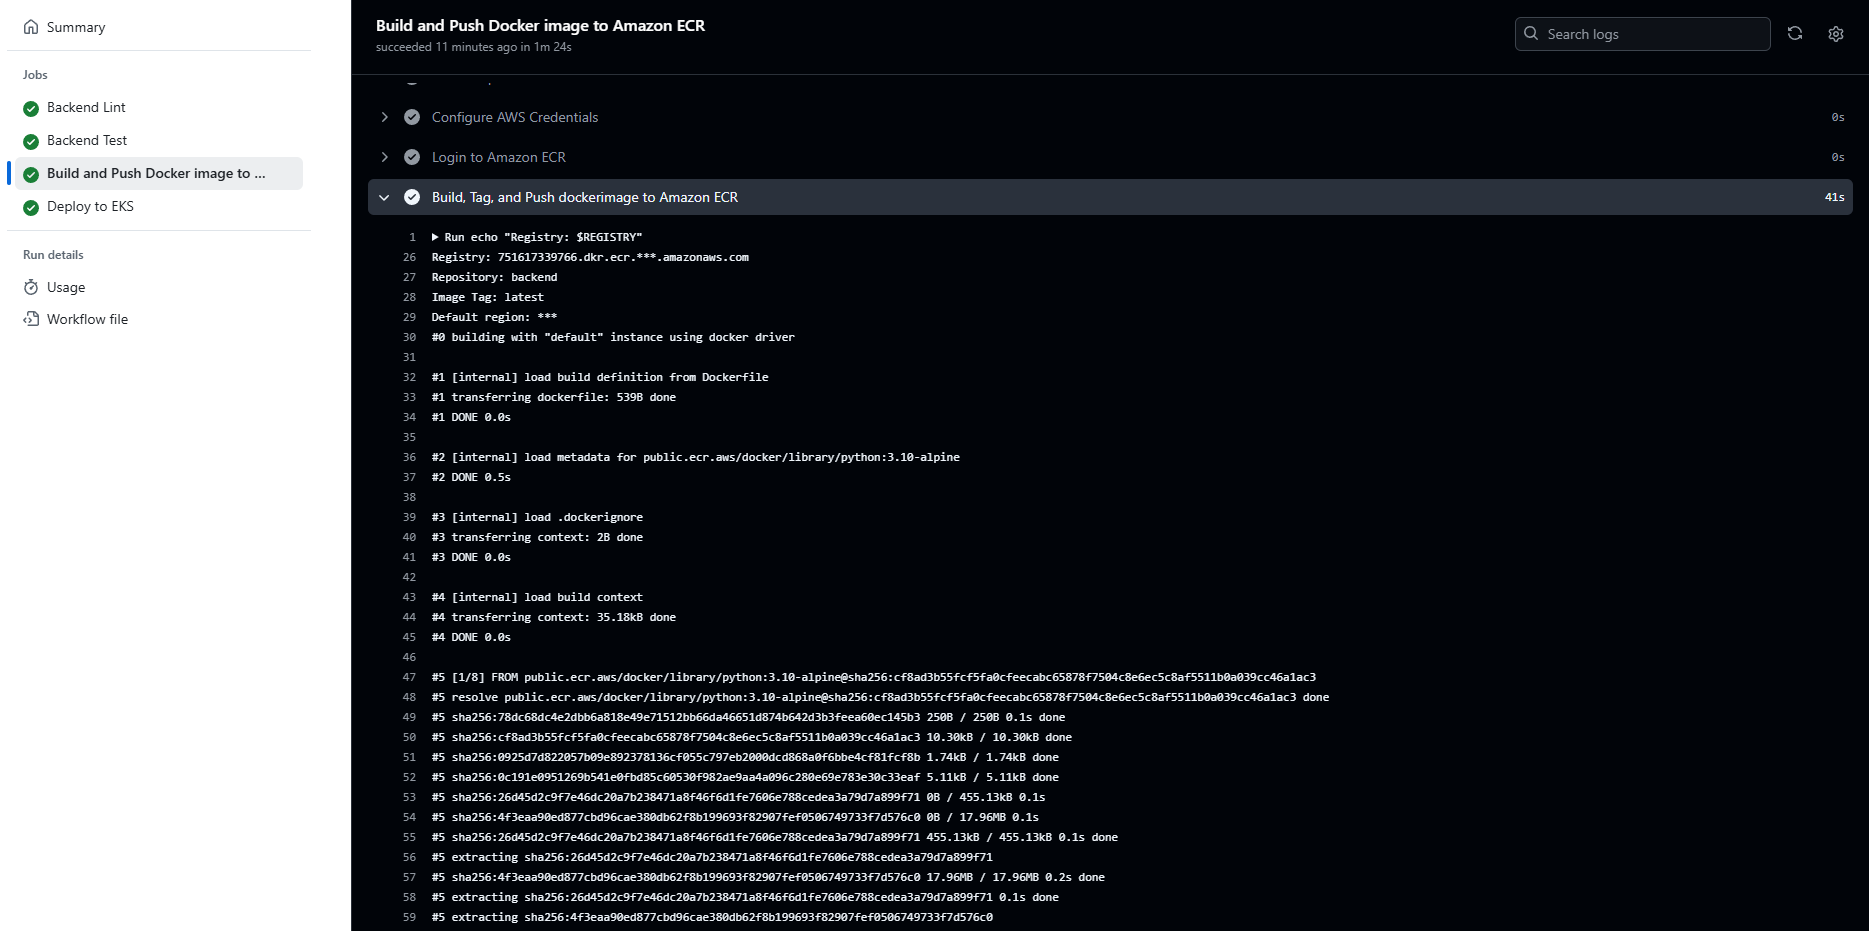 Summary
Jobs
Backend Lint
Backend Test
Build and Push Docker image to ...
Deploy to EKS
Run details
Usage
Workflow file
Build and Push Docker image to Amazon ECR
succeeded 11 minutes ago in 1m 24s
Search logs
Configure AWS Credentials 0s
Login to Amazon ECR 0s
Build, Tag, and Push dockerimage to Amazon ECR 41s
1 Run echo "Registry: $REGISTRY"
26 Registry: 751617339766.dkr.ecr.***.amazonaws.com
27 Repository: backend
28 Image Tag: latest
29 Default region: ***
30 #0 building with "default" instance using docker driver
31
32 #1 [internal] load build definition from Dockerfile
33 #1 transferring dockerfile: 539B done
34 #1 DONE 0.0s
35
36 #2 [internal] load metadata for public.ecr.aws/docker/library/python:3.10-alpine
37 #2 DONE 0.5s
38
39 #3 [internal] load .dockerignore
40 #3 transferring context: 2B done
41 #3 DONE 0.0s
42
43 #4 [internal] load build context
44 #4 transferring context: 35.18kB done
45 #4 DONE 0.0s
46
47 #5 [1/8] FROM public.ecr.aws/docker/library/python:3.10-alpine@sha256:cf8ad3b55fcf5fa0cfeecabc65878f7504c8e6ec5c8af5511b0a039cc46a1ac3
48 #5 resolve public.ecr.aws/docker/library/python:3.10-alpine@sha256:cf8ad3b55fcf5fa0cfeecabc65878f7504c8e6ec5c8af5511b0a039cc46a1ac3 done
49 #5 sha256:78dc68dc4e2dbb6a818e49e71512bb66da46651d874b642d3b3feea60ec145b3 250B / 250B 0.1s done
50 #5 sha256:cf8ad3b55fcf5fa0cfeecabc65878f7504c8e6ec5c8af5511b0a039cc46a1ac3 10.30kB / 10.30kB done
51 #5 sha256:0925d7d822057b09e892378136cf055c797eb2000dcd868a0f6bbe4cf81fcf8b 1.74kB / 1.74kB done
52 #5 sha256:0c191e0951269b541e0fbd85c60530f982ae9aa4a096c280e69e783e30c33eaf 5.11kB / 5.11kB done
53 #5 sha256:26d45d2c9f7e46dc20a7b238471a8f46f6d1fe7606e788cedea3a79d7a899f71 0B / 455.13kB 0.1s
54 #5 sha256:4f3eaa90ed877cbd96cae380db62f8b199693f82907fef0506749733f7d576c0 0B / 17.96MB 0.1s
55 #5 sha256:26d45d2c9f7e46dc20a7b238471a8f46f6d1fe7606e788cedea3a79d7a899f71 455.13kB / 455.13kB 0.1s done
56 #5 extracting sha256:26d45d2c9f7e46dc20a7b238471a8f46f6d1fe7606e788cedea3a79d7a899f71
57 #5 sha256:4f3eaa90ed877cbd96cae380db62f8b199693f82907fef0506749733f7d576c0 17.96MB / 17.96MB 0.2s done
58 #5 extracting sha256:26d45d2c9f7e46dc20a7b238471a8f46f6d1fe7606e788cedea3a79d7a899f71 0.1s done
59 #5 extracting sha256:4f3eaa90ed877cbd96cae380db62f8b199693f82907fef0506749733f7d576c0